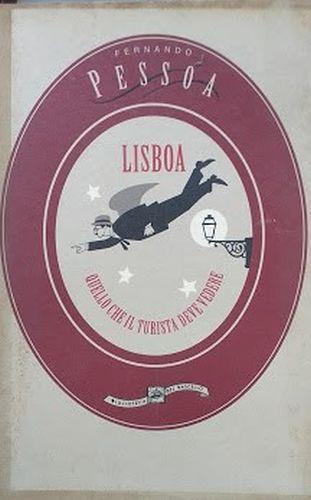 FERNANDO
PESSOA
LISBOA
QUELLO CHE IL TURISTA DEVE VEDERE